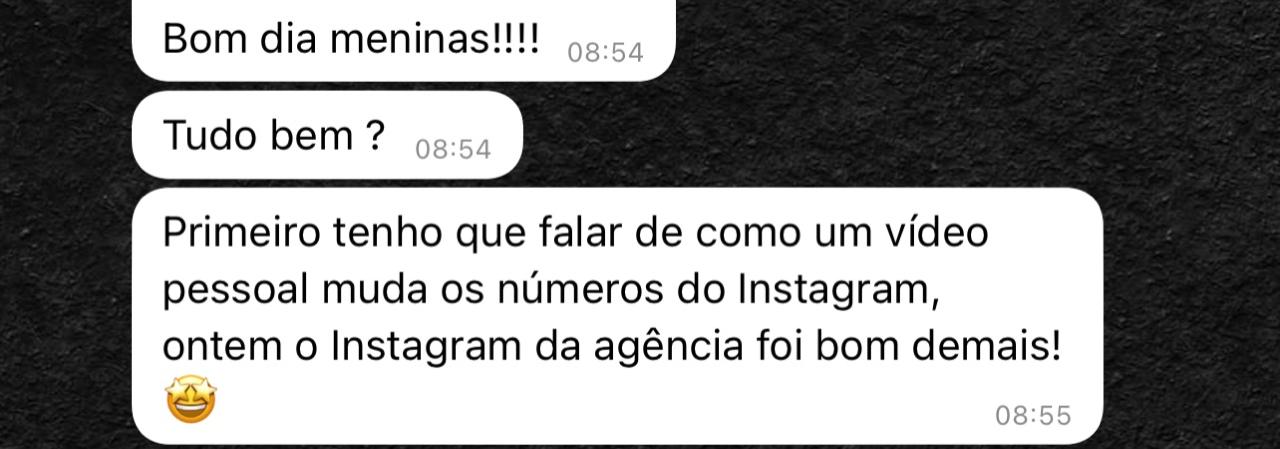 Bom dia meninas!!!! 08:54
Tudo bem ? 08:54
Primeiro tenho que falar de como um vídeo
pessoal muda os números do Instagram,
ontem o Instagram da agência foi bom demais!
🤩 08:55